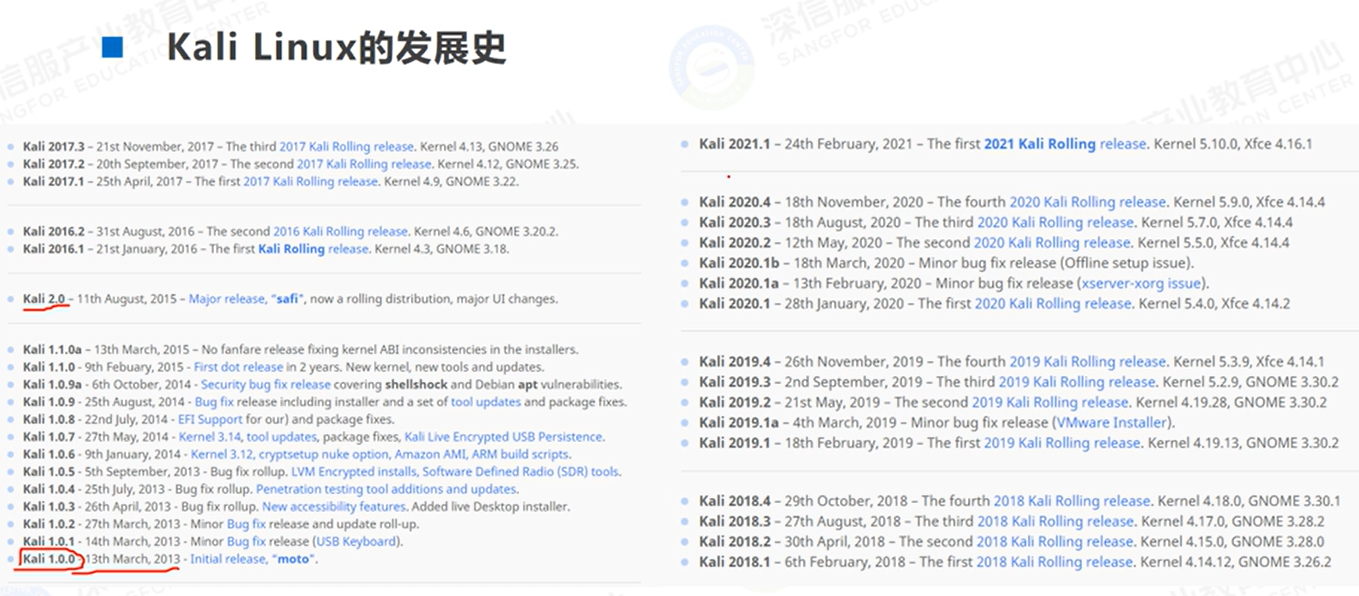 Kali Linux的发展史
Kali 2017.3 – 21st November, 2017 – The third 2017 Kali Rolling release. Kernel 4.13, GNOME 3.26
Kali 2017.2 – 20th September, 2017 – The second 2017 Kali Rolling release. Kernel 4.12, GNOME 3.25.
Kali 2017.1 – 25th April, 2017 – The first 2017 Kali Rolling release. Kernel 4.9, GNOME 3.22.
Kali 2016.2 – 31st August, 2016 – The second 2016 Kali Rolling release. Kernel 4.6, GNOME 3.20.2.
Kali 2016.1 – 21st January, 2016 – The first Kali Rolling release. Kernel 4.3, GNOME 3.18.
Kali 2.0 – 11th August, 2015 – Major release, "safi", now a rolling distribution, major UI changes.
Kali 1.1.0a – 13th March, 2015 – No fanfare release fixing kernel ABI inconsistencies in the installers.
Kali 1.1.0 - 9th Febuary, 2015 - First dot release in 2 years. New kernel, new tools and updates.
Kali 1.0.9a - 6th October, 2014 - Security bug fix release covering shellshock and Debian apt vulnerabilities.
Kali 1.0.9 - 25th August, 2014 - Bug fix release including installer and a set of tool updates and package fixes.
Kali 1.0.8 - 22nd July, 2014 - EFI Support for our) and package fixes.
Kali 1.0.7 - 27th May, 2014 - Kernel 3.14, tool updates, package fixes, Kali Live Encrypted USB Persistence.
Kali 1.0.6 - 9th January, 2014 - Kernel 3.12, cryptsetup nuke option, Amazon AMI, ARM build scripts.
Kali 1.0.5 - 5th September, 2013 - Bug fix rollup. LVM Encrypted installs, Software Defined Radio (SDR) tools.
Kali 1.0.4 - 25th July, 2013 - Bug fix rollup. Penetration testing tool additions and updates.
Kali 1.0.3 - 26th April, 2013 - Bug fix rollup. New accessibility features. Added live Desktop installer.
Kali 1.0.2 - 27th March, 2013 - Minor Bug fix release and update roll-up.
Kali 1.0.1 - 14th March, 2013 - Minor Bug fix release (USB Keyboard).
Kali 1.0.0 - 13th March, 2013 - Initial release, "moto".
Kali 2021.1 – 24th February, 2021 – The first 2021 Kali Rolling release. Kernel 5.10.0, Xfce 4.16.1
Kali 2020.4 – 18th November, 2020 – The fourth 2020 Kali Rolling release. Kernel 5.9.0, Xfce 4.14.4
Kali 2020.3 – 18th August, 2020 – The third 2020 Kali Rolling release. Kernel 5.7.0, Xfce 4.14.4
Kali 2020.2 – 12th May, 2020 – The second 2020 Kali Rolling release. Kernel 5.5.0, Xfce 4.14.4
Kali 2020.1b – 18th March, 2020 – Minor bug fix release (Offline setup issue).
Kali 2020.1a – 13th February, 2020 – Minor bug fix release (xserver-xorg issue).
Kali 2020.1 – 28th January, 2020 – The first 2020 Kali Rolling release. Kernel 5.4.0, Xfce 4.14.2
Kali 2019.4 – 26th November, 2019 – The fourth 2019 Kali Rolling release. Kernel 5.3.9, Xfce 4.14.1
Kali 2019.3 – 2nd September, 2019 – The third 2019 Kali Rolling release. Kernel 5.2.9, GNOME 3.30.2
Kali 2019.2 – 21st May, 2019 – The second 2019 Kali Rolling release. Kernel 4.19.28, GNOME 3.30.2
Kali 2019.1a – 4th March, 2019 – Minor bug fix release (VMware Installer).
Kali 2019.1 – 18th February, 2019 – The first 2019 Kali Rolling release. Kernel 4.19.13, GNOME 3.30.2
Kali 2018.4 – 29th October, 2018 – The fourth 2018 Kali Rolling release. Kernel 4.18.0, GNOME 3.30.1
Kali 2018.3 – 27th August, 2018 – The third 2018 Kali Rolling release. Kernel 4.17.0, GNOME 3.28.2
Kali 2018.2 – 30th April, 2018 – The second 2018 Kali Rolling release. Kernel 4.15.0, GNOME 3.28.0
Kali 2018.1 – 6th February, 2018 – The first 2018 Kali Rolling release. Kernel 4.14.12, GNOME 3.26.2